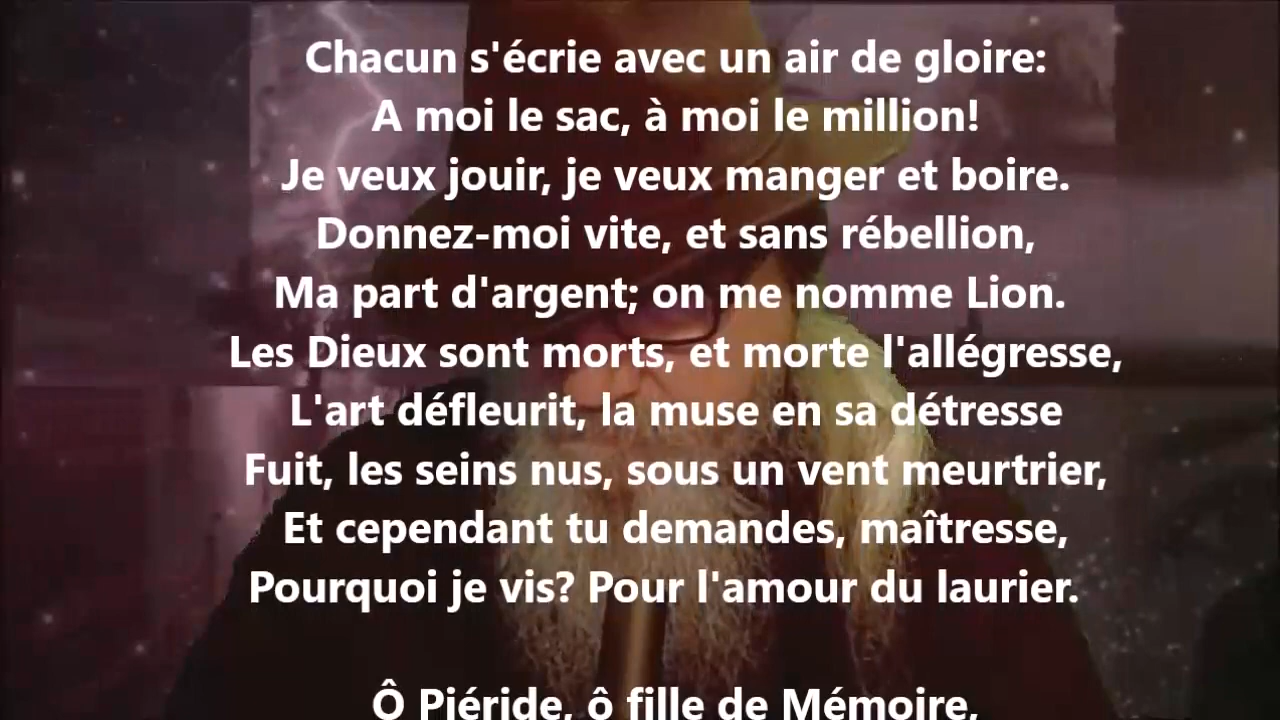 Chacun s'écrie avec un air de gloire:
A moi le sac, à moi le million!
Je veux jouir, je veux manger et boire.
Donnez-moi vite, et sans rébellion,
Ma part d'argent; on me nomme Lion.
Les Dieux sont morts, et morte l'allégresse,
L'art défleurit, la muse en sa détresse
Fuit, les seins nus, sous un vent meurtrier,
Et cependant tu demandes, maîtresse,
Pourquoi je vis? Pour l'amour du laurier.
Ô Piéride, ô fille de Mémoire,